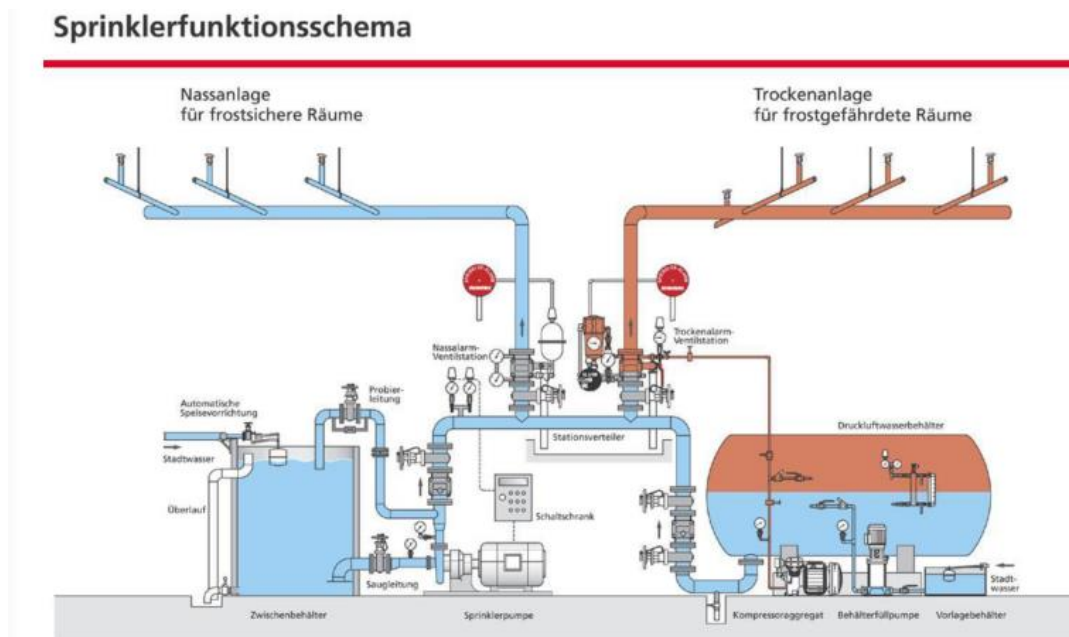 Sprinklerfunktionsschema
Nassanlage
für frostsichere Räume
Trockenanlage
für frostgefährdete Räume
Nassalarm-
Ventilstation
Trockenalarm-
Ventilstation
Probier-
leitung
Automatische
Speisevorrichtung
Stadtwasser
Stationsverteiler
Druckluftwasserbehälter
Überlauf
Schaltschrank
Saugleitung
Stadt-
wasser
Zwischenbehälter
Sprinklerpumpe
Kompressoraggregat
Behälterfüllpumpe
Vorlagebehälter